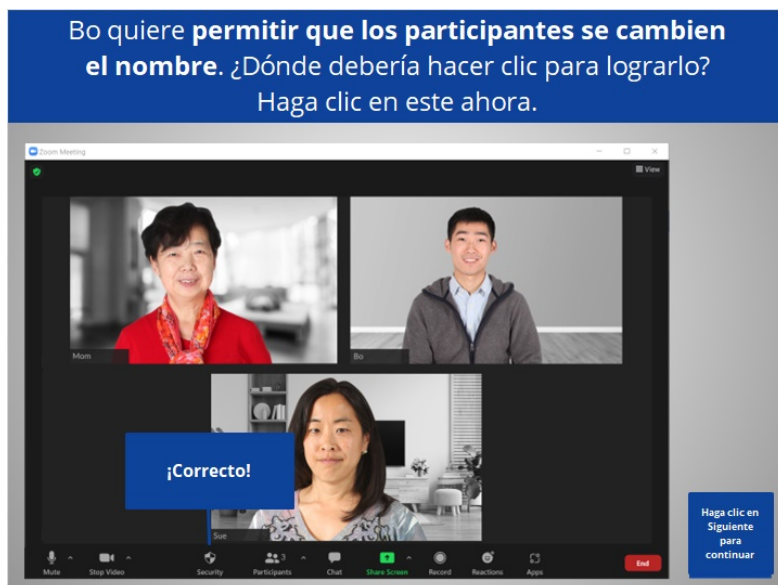 Bo quiere permitir que los participantes se cambien
el nombre. ¿Dónde debería hacer clic para lograrlo?
Haga clic en este ahora.
Zoom Meeting
View
Mom
Bo
¡Correcto!
Sue
Haga clic en
Siguiente
para
continuar
Mute Stop Video Security Participants 3 Chat Share Screen Record Reactions Apps End